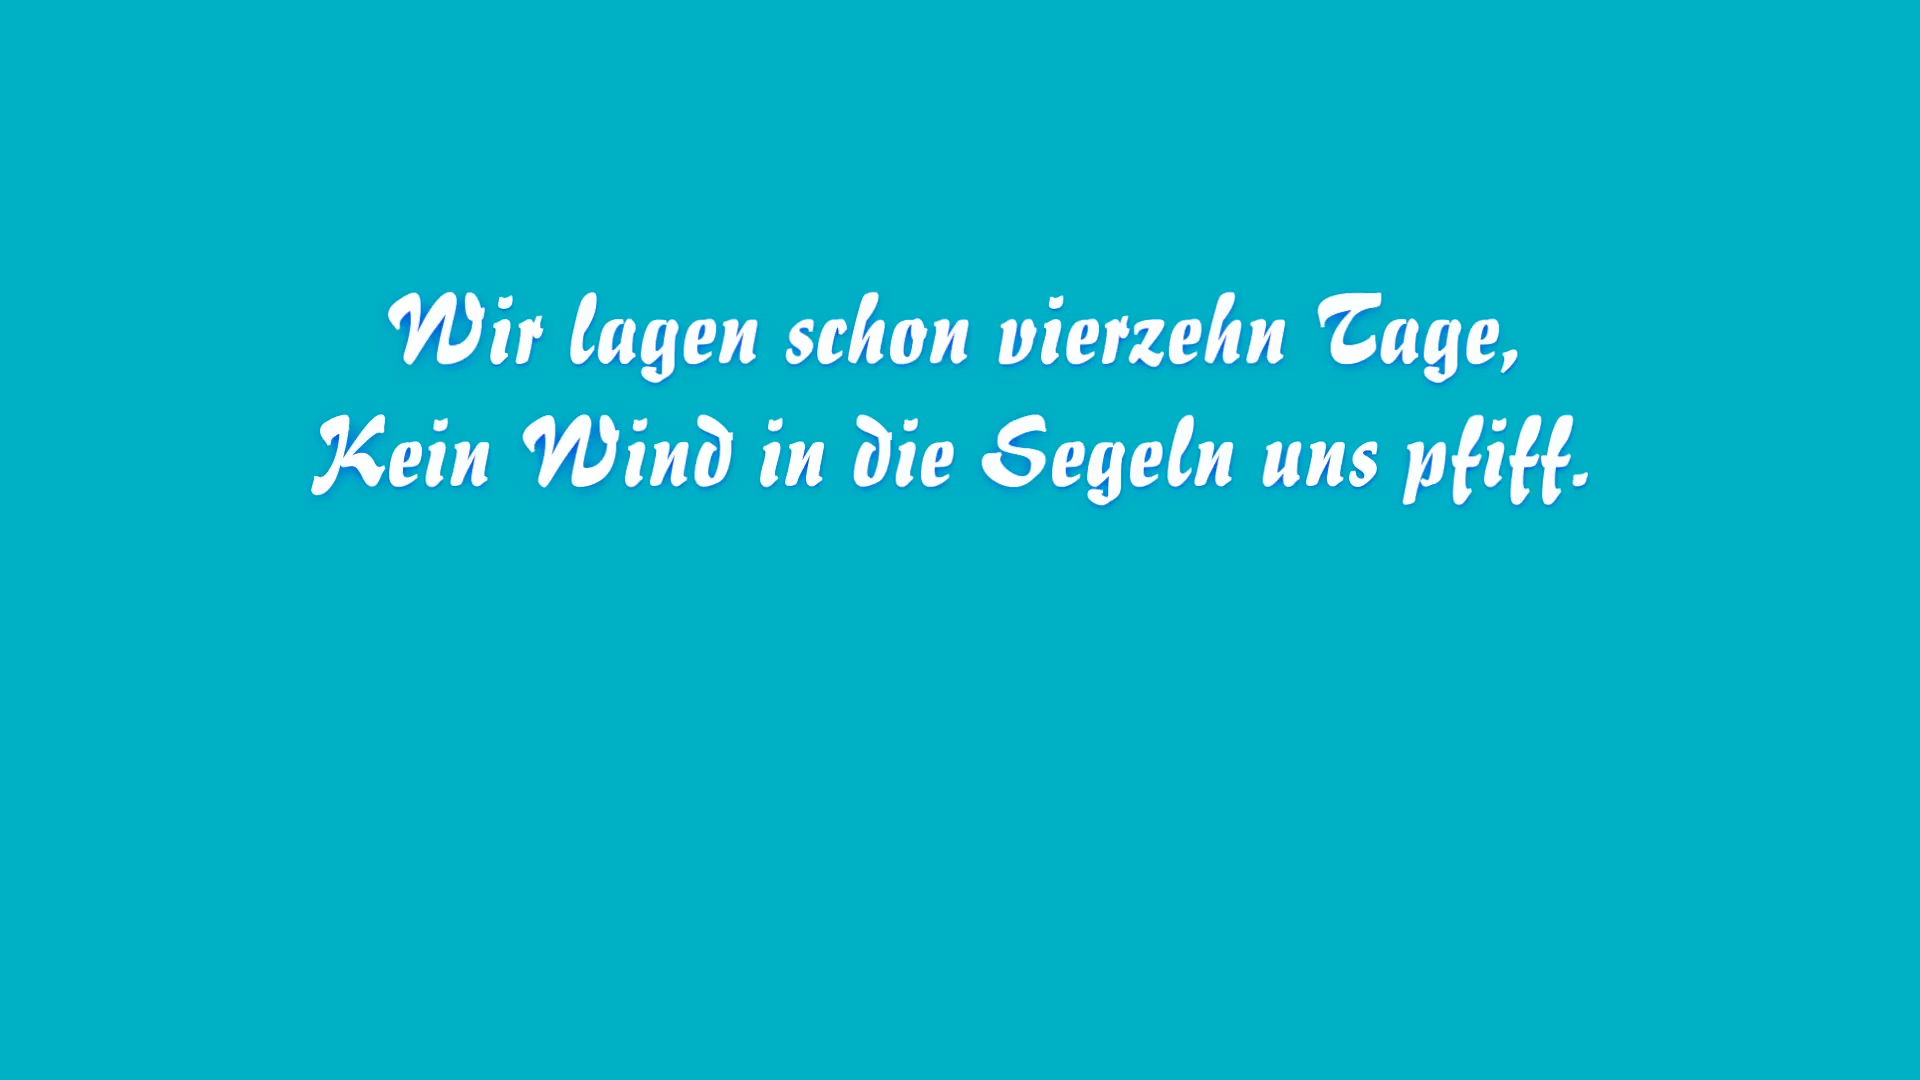 Wir lagen schon vierzehn Tage,
Kein Wind in die Segeln uns pfiff.